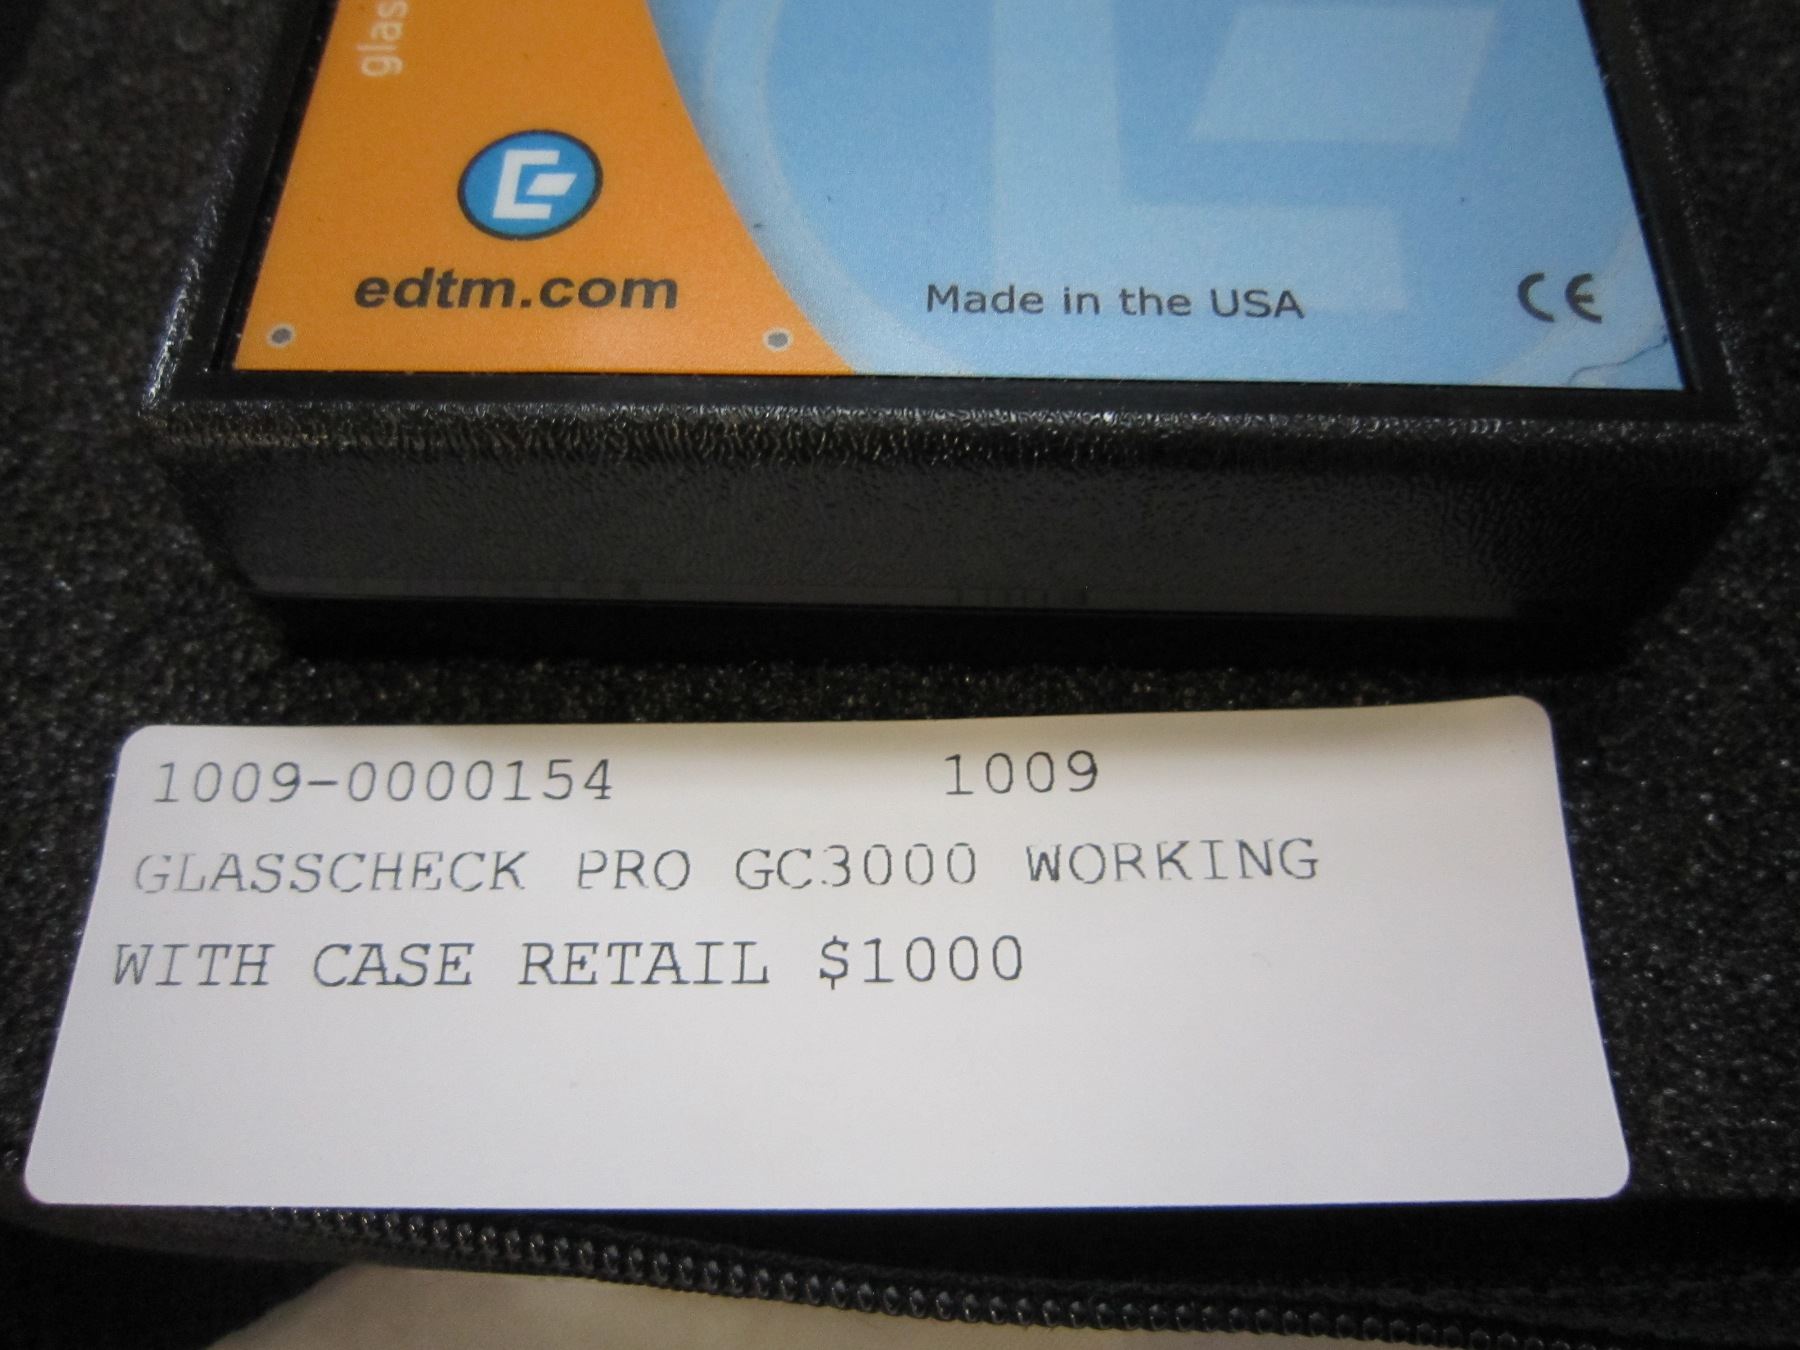 glas
edtm.com
Made in the USA
CE
1009-0000154 1009
GLASSCHECK PRO GC3000 WORKING
WITH CASE RETAIL $1000